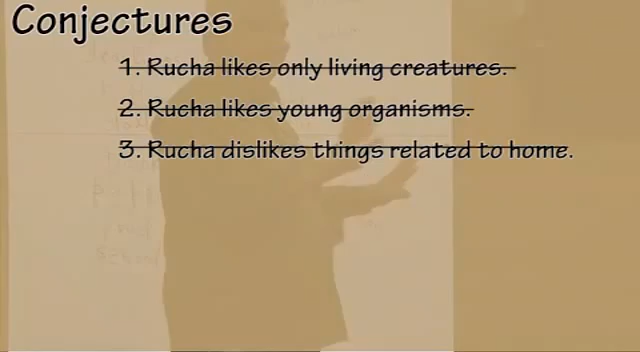 Conjectures
1. Rucha likes only living creatures.
2. Rucha likes young organisms.
3. Rucha dislikes things related to home.